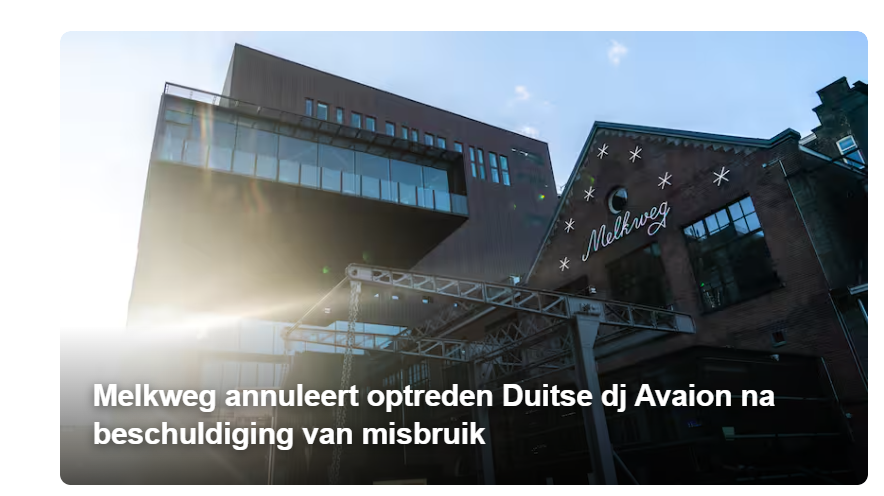 Melkweg
Melkweg annuleert optreden Duitse dj Avaion na
beschuldiging van misbruik